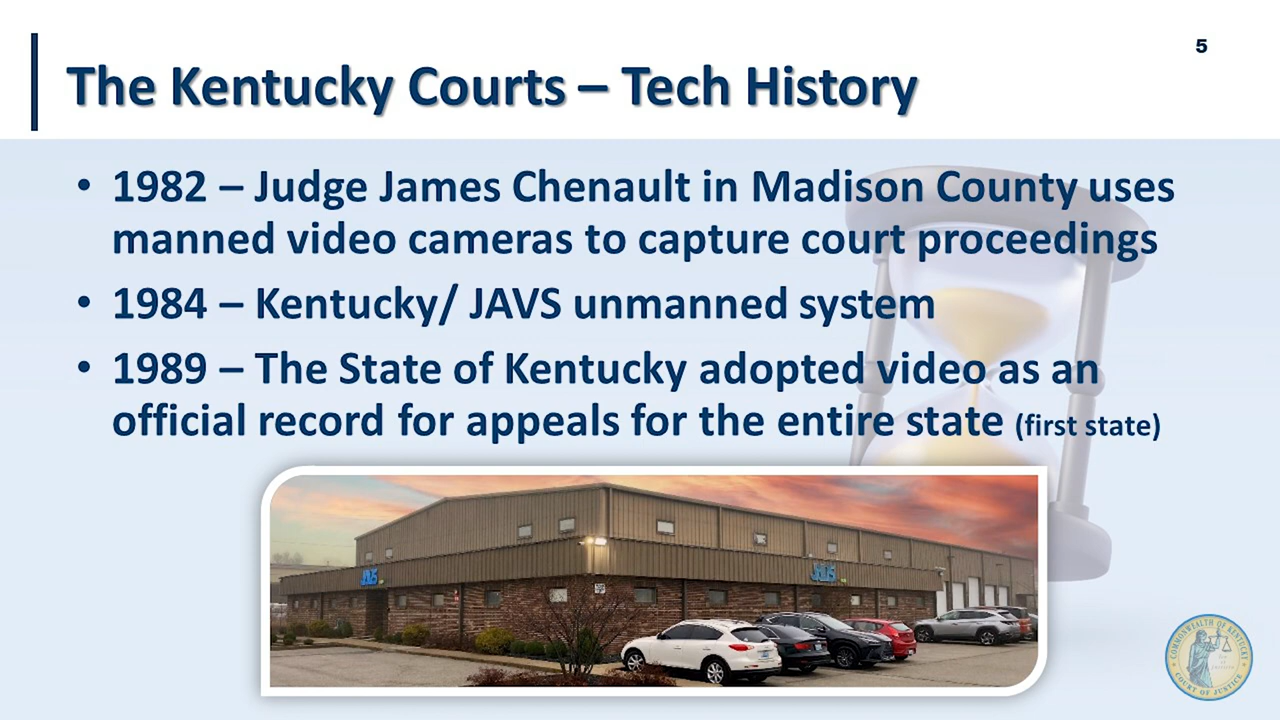 5
The Kentucky Courts – Tech History
• 1982 – Judge James Chenault in Madison County uses
manned video cameras to capture court proceedings
• 1984 – Kentucky/ JAVS unmanned system
• 1989 – The State of Kentucky adopted video as an
official record for appeals for the entire state (first state)
JAVS
JAVS
COMMONWEALTH OF KENTUCKY
COURT OF JUSTICE